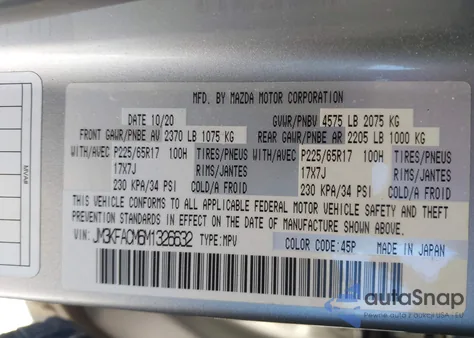 MFD. BY MAZDA MOTOR CORPORATION
DATE 10/20 GVWR/PNBV 4575 LB 2075 KG
FRONT GAWR/PNBE AV 2370 LB 1075 KG REAR GAWR/PNBE AR 2205 LB 1000 KG
WITH/AVEC P225/65R17 100H TIRES/PNEUS WITH/AVEC P225/65R17 100H TIRES/PNEUS
17X7J RIMS/JANTES 17X7J RIMS/JANTES
230 KPA/34 PSI COLD/A FROID 230 KPA/34 PSI COLD/A FROID
THIS VEHICLE CONFORMS TO ALL APPLICABLE FEDERAL MOTOR VEHICLE SAFETY AND THEFT
PREVENTION STANDARDS IN EFFECT ON THE DATE OF MANUFACTURE SHOWN ABOVE.
VIN: JM3KFACM6M1326632 TYPE:MPV COLOR CODE:45P MADE IN JAPAN
autoSnap
Pewne auto z aukcji USA i EU